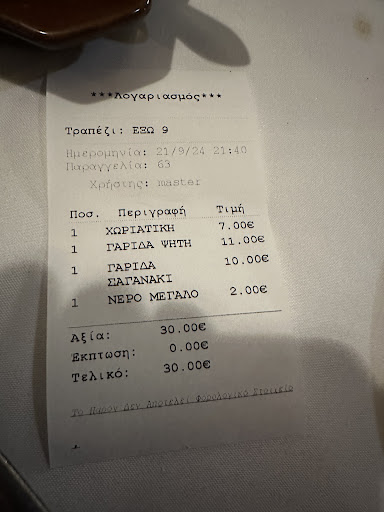 ***Λογαριασμός***
Τραπέζι: ΕΞΩ 9
Ημερομηνία: 21/9/24 21:40
Παραγγελία: 63
Χρήστης: master
Ποσ. Περιγραφή Τιμή
1 ΧΩΡΙΑΤΙΚΗ 7.00€
1 ΓΑΡΙΔΑ ΨΗΤΗ 11.00€
1 ΓΑΡΙΔΑ 10.00€
ΣΑΓΑΝΑΚΙ
1 ΝΕΡΟ ΜΕΓΑΛΟ 2.00€
Αξία: 30.00€
Έκπτωση: 0.00€
Τελικό: 30.00€
Το Παρον Δεν Αποτελεί Φορολογικό Στοιχείο